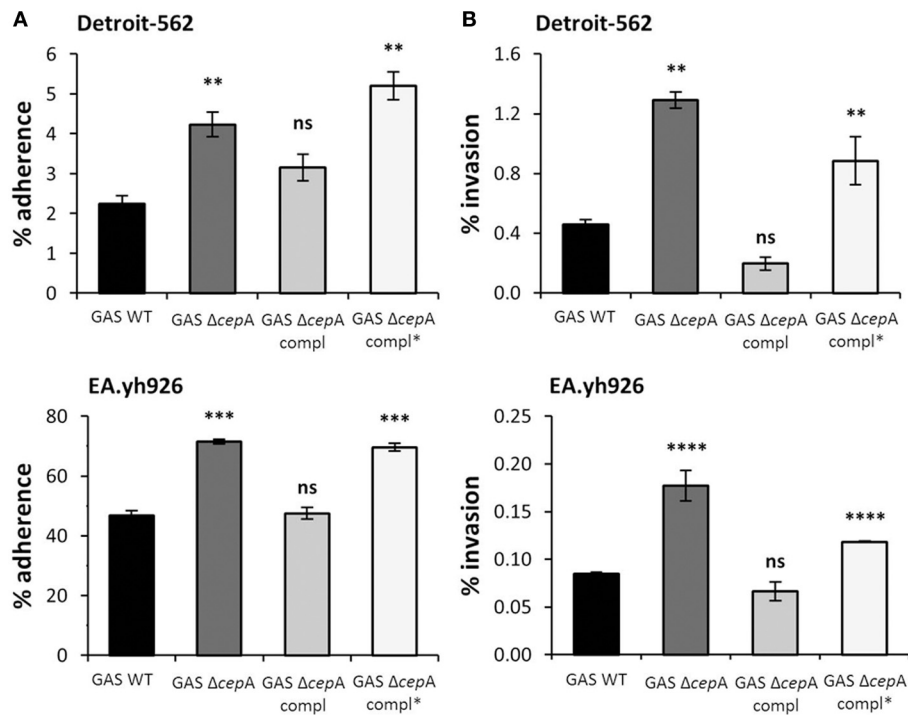 A
Detroit-562
% adherence
6
5
4
3
2
1
0
**
ns
**
GAS WT
GAS ΔcepA
GAS ΔcepA
compl
GAS ΔcepA
compl*
B
Detroit-562
% invasion
1.6
1.2
0.8
0.4
0.0
**
ns
**
GAS WT
GAS ΔcepA
GAS ΔcepA
compl
GAS ΔcepA
compl*
EA.yh926
% adherence
80
60
40
20
0
***
ns
***
GAS WT
GAS ΔcepA
GAS ΔcepA
compl
GAS ΔcepA
compl*
EA.yh926
% invasion
0.25
0.20
0.15
0.10
0.05
0.00
****
ns
****
GAS WT
GAS ΔcepA
GAS ΔcepA
compl
GAS ΔcepA
compl*